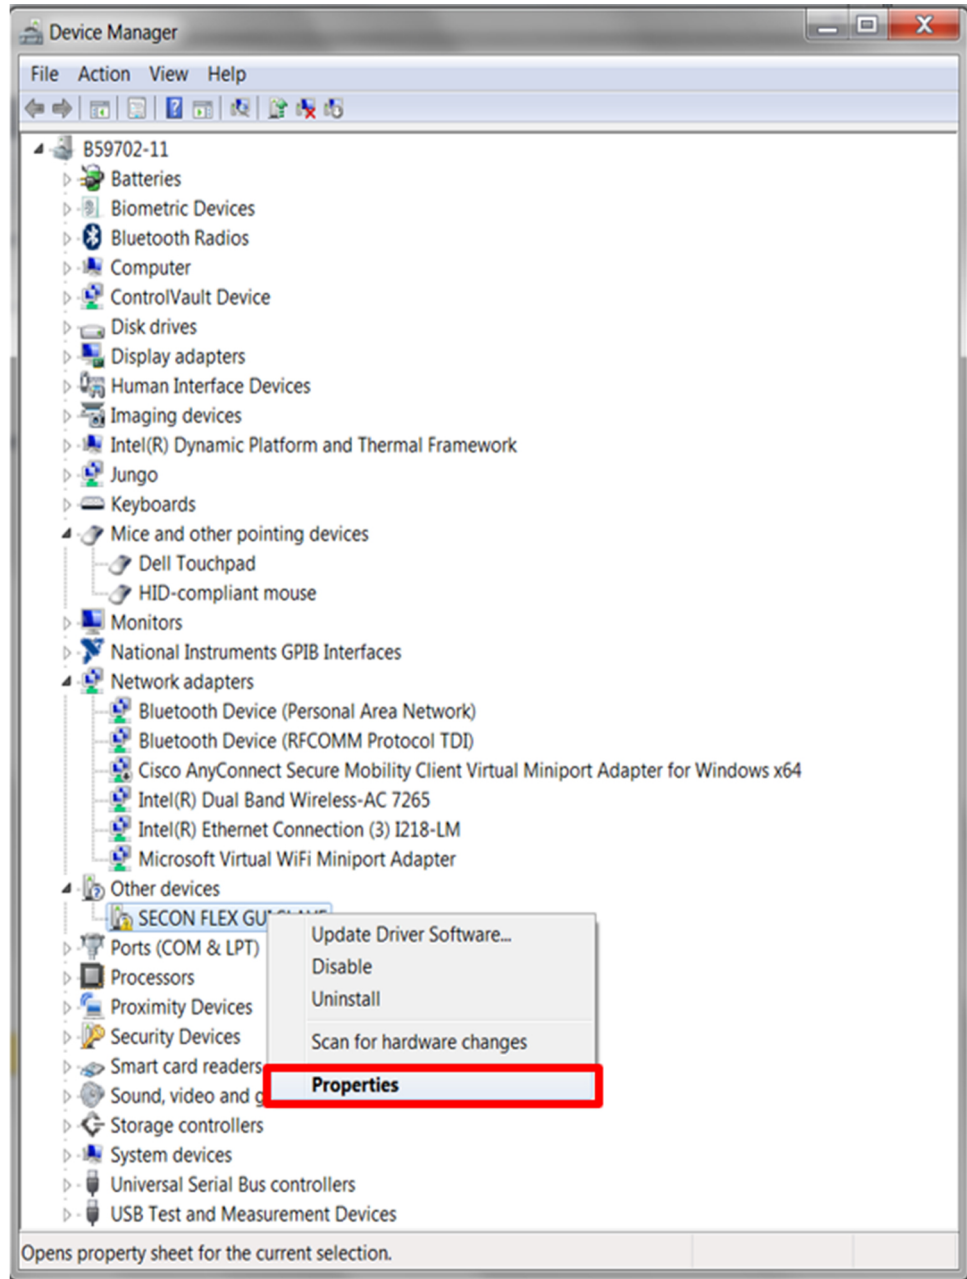 Device Manager
File Action View Help
B59702-11
Batteries
Biometric Devices
Bluetooth Radios
Computer
ControlVault Device
Disk drives
Display adapters
Human Interface Devices
Imaging devices
Intel(R) Dynamic Platform and Thermal Framework
Jungo
Keyboards
Mice and other pointing devices
Dell Touchpad
HID-compliant mouse
Monitors
National Instruments GPIB Interfaces
Network adapters
Bluetooth Device (Personal Area Network)
Bluetooth Device (RFCOMM Protocol TDI)
Cisco AnyConnect Secure Mobility Client Virtual Miniport Adapter for Windows x64
Intel(R) Dual Band Wireless-AC 7265
Intel(R) Ethernet Connection (3) I218-LM
Microsoft Virtual WiFi Miniport Adapter
Other devices
SECON FLEX
Ports (COM & LPT)
Processors
Proximity Devices
Security Devices
Smart card readers
Sound, video and
Storage controllers
System devices
Universal Serial Bus controllers
USB Test and Measurement Devices
Update Driver Software...
Disable
Uninstall
Scan for hardware changes
Properties
Opens property sheet for the current selection.